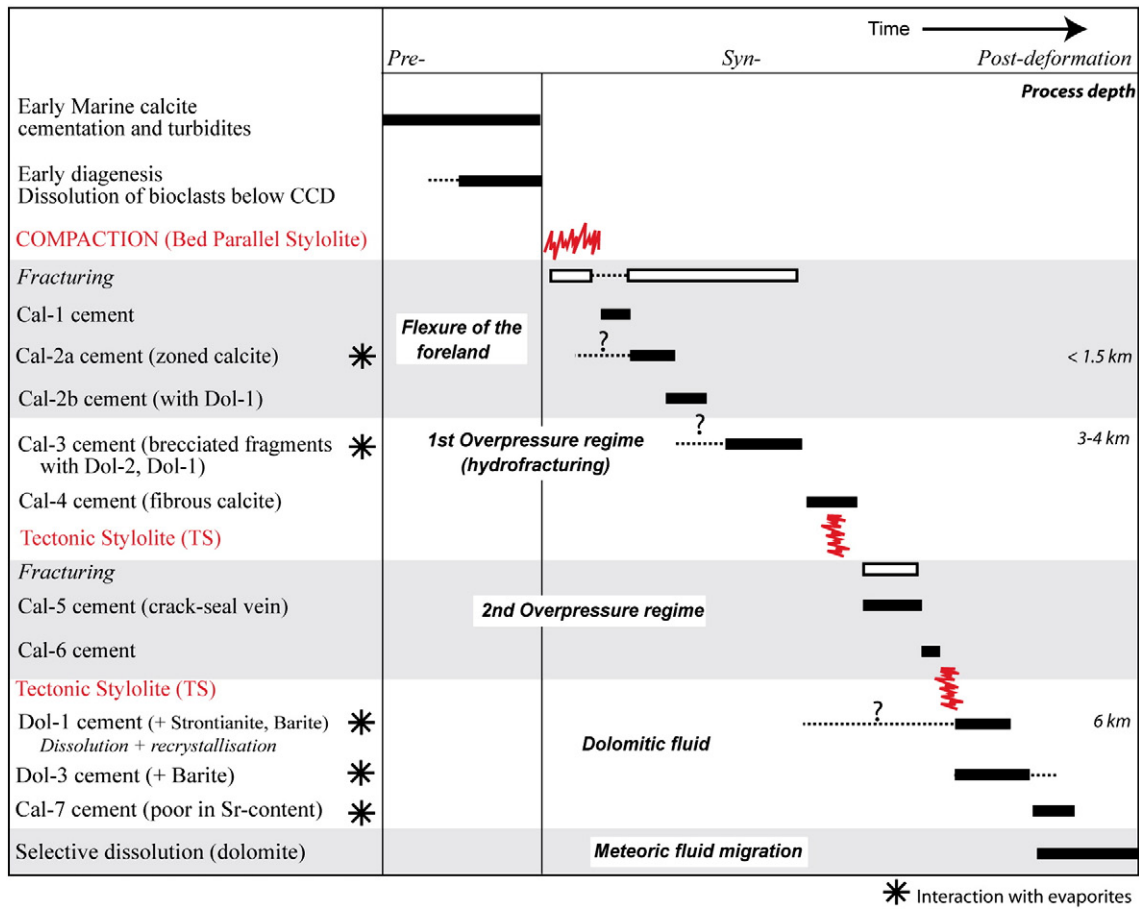 Time
Pre-
Syn-
Post-deformation
Process depth
Early Marine calcite
cementation and turbidites
Early diagenesis
Dissolution of bioclasts below CCD
COMPACTION (Bed Parallel Stylolite)
Fracturing
Cal-1 cement
Flexure of the
foreland
Cal-2a cement (zoned calcite)
?
< 1.5 km
Cal-2b cement (with Dol-1)
?
Cal-3 cement (brecciated fragments
with Dol-2, Dol-1)
1st Overpressure regime
(hydrofracturing)
3-4 km
Cal-4 cement (fibrous calcite)
Tectonic Stylolite (TS)
Fracturing
Cal-5 cement (crack-seal vein)
2nd Overpressure regime
Cal-6 cement
Tectonic Stylolite (TS)
Dol-1 cement (+ Strontianite, Barite)
Dissolution + recrystallisation
?
6 km
Dolomitic fluid
Dol-3 cement (+ Barite)
Cal-7 cement (poor in Sr-content)
Selective dissolution (dolomite)
Meteoric fluid migration
Interaction with evaporites